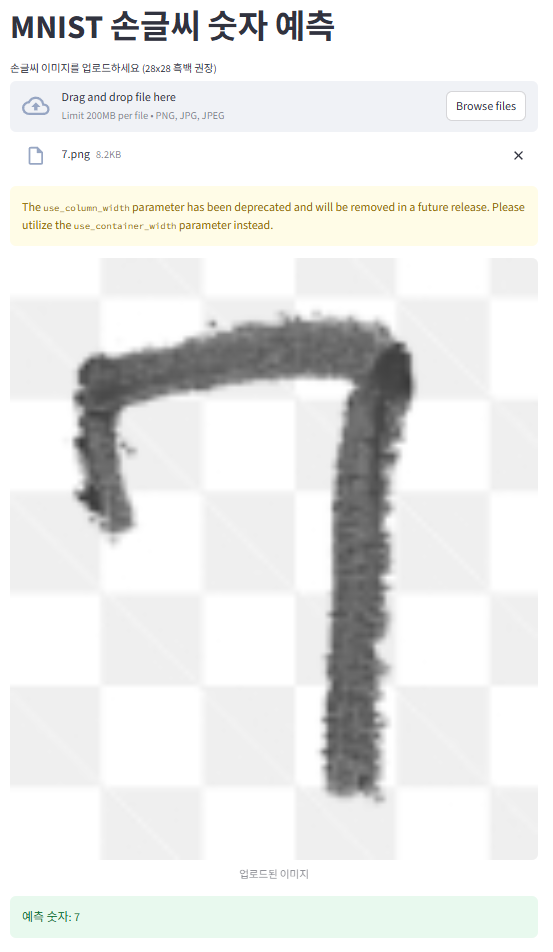 MNIST 손글씨 숫자 예측
손글씨 이미지를 업로드하세요 (28x28 흑백 권장)
Drag and drop file here
Limit 200MB per file • PNG, JPG, JPEG
Browse files
7.png 8.2KB
The use_column_width parameter has been deprecated and will be removed in a future release. Please
utilize the use_container_width parameter instead.
7
업로드된 이미지
예측 숫자: 7